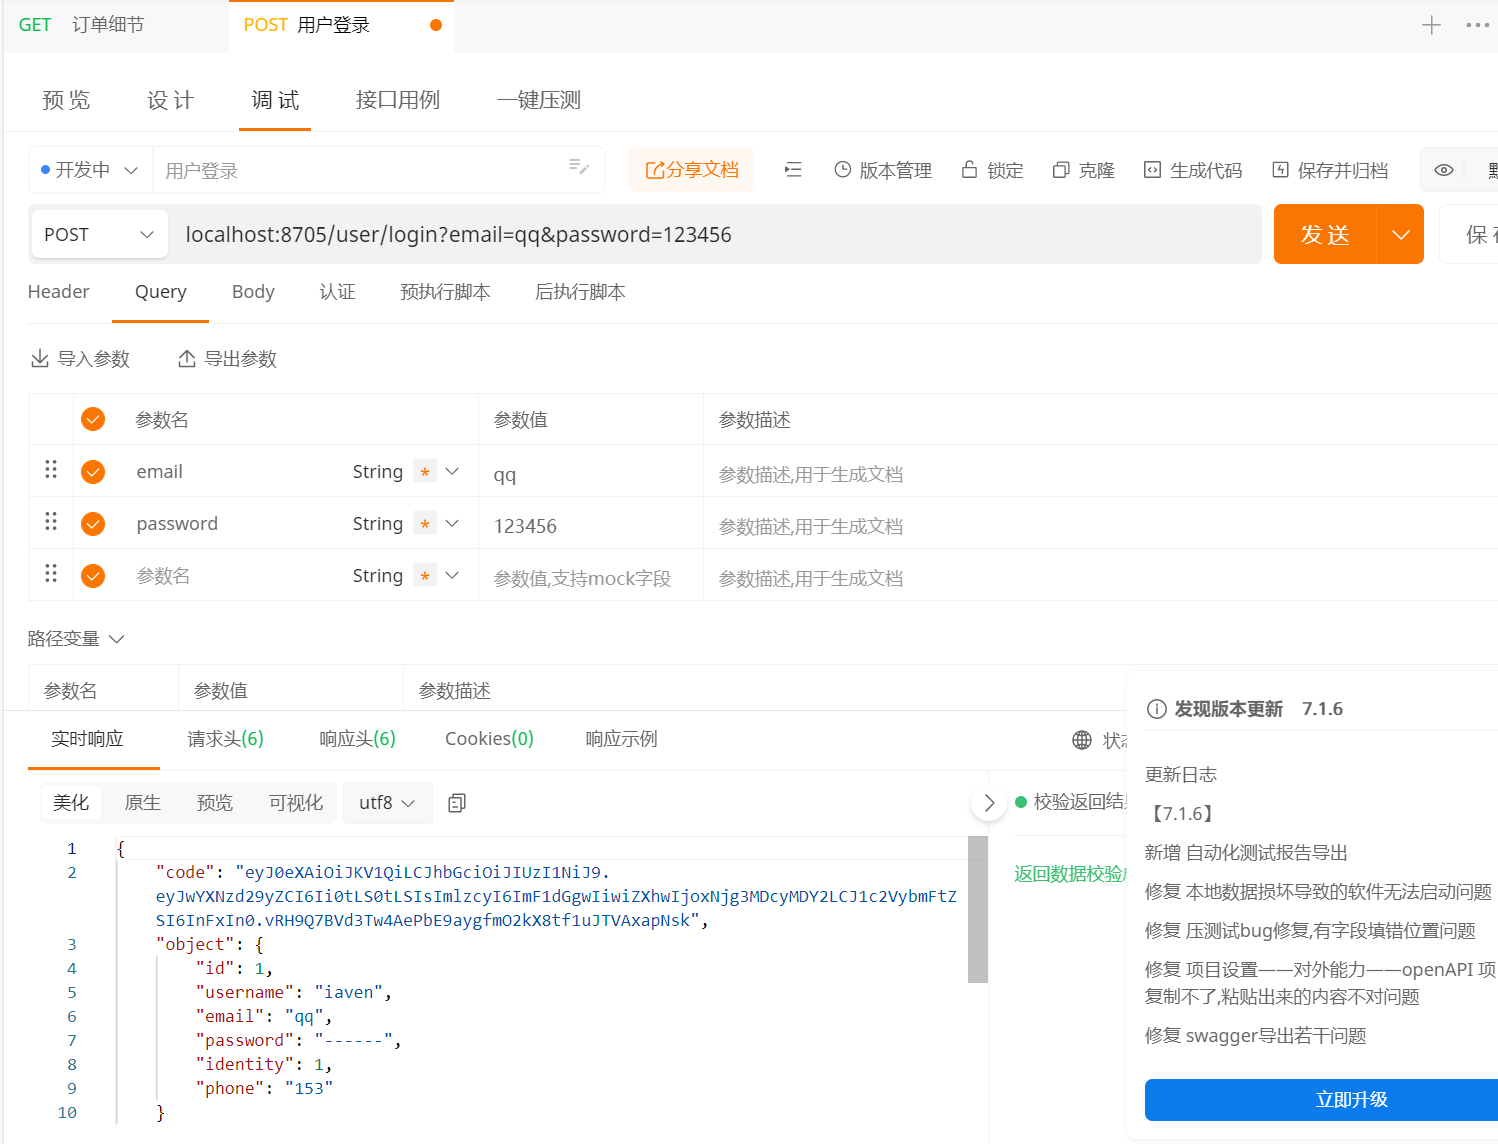 GET 订单细节
POST 用户登录
预 览 设 计 调 试 接口用例 一键压测
开发中 用户登录 分享文档 版本管理 锁定 克隆 生成代码 保存并归档
POST localhost:8705/user/login?email=qq&password=123456 发 送 保
Header Query Body 认证 预执行脚本 后执行脚本
导入参数 导出参数
参数名 参数值 参数描述
email String * qq 参数描述,用于生成文档
password String * 123456 参数描述,用于生成文档
参数名 String * 参数值,支持mock字段 参数描述,用于生成文档
路径变量
参数名 参数值 参数描述
实时响应 请求头(6) 响应头(6) Cookies(0) 响应示例
美化 原生 预览 可视化 utf8 校验返回结
返回数据校验
1 {
2 "code": "eyJ0eXAiOiJKV1QiLCJhbGciOiJIUzI1NiJ9.
eyJwYXNzd29yZCI6Ii0tLS0tLSIsImlzcyI6ImF1dGgwIiwiZXhwIjoxNjg3MDcyMDY2LCJ1c2VybmFtZ
SI6InFxIn0.vRH9Q7BVd3Tw4AePbE9aygfmO2kX8tf1uJTVAxapNsk",
3 "object": {
4 "id": 1,
5 "username": "iaven",
6 "email": "qq",
7 "password": "------",
8 "identity": 1,
9 "phone": "153"
10 }
发现版本更新 7.1.6
更新日志
【7.1.6】
新增 自动化测试报告导出
修复 本地数据损坏导致的软件无法启动问题
修复 压测试bug修复,有字段填错位置问题
修复 项目设置——对外能力——openAPI 项
复制不了,粘贴出来的内容不对问题
修复 swagger导出若干问题
立即升级